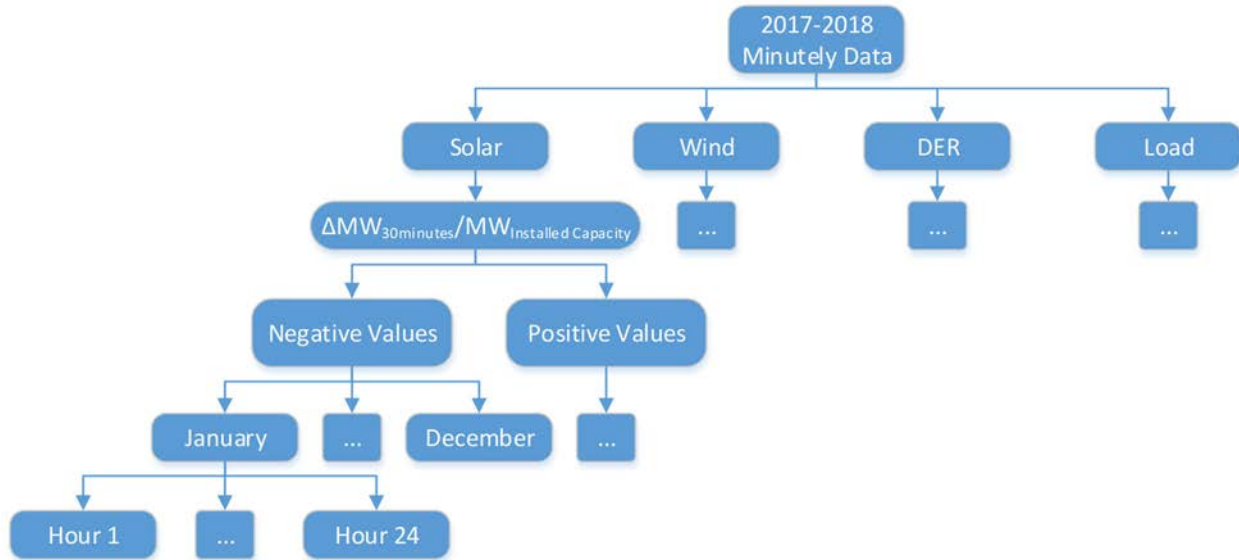 2017-2018
Minutely Data
Solar
Wind
DER
Load
ΔMW30minutes/MWInstalled Capacity
...
...
...
Negative Values
Positive Values
January
...
December
...
Hour 1
...
Hour 24